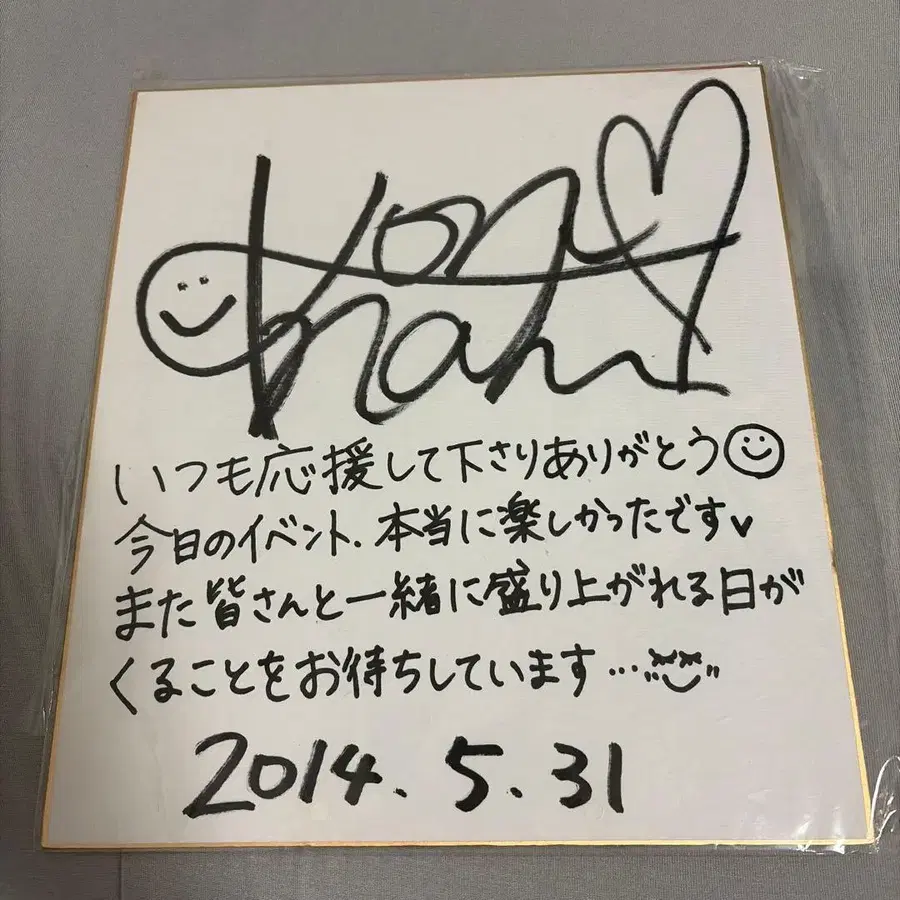 いつも応援して下さりありがとう
今日のイベント、本当に楽しかったです♥
また皆さんと一緒に盛り上がれる日が
くることをお待ちしています…
2014.5.31